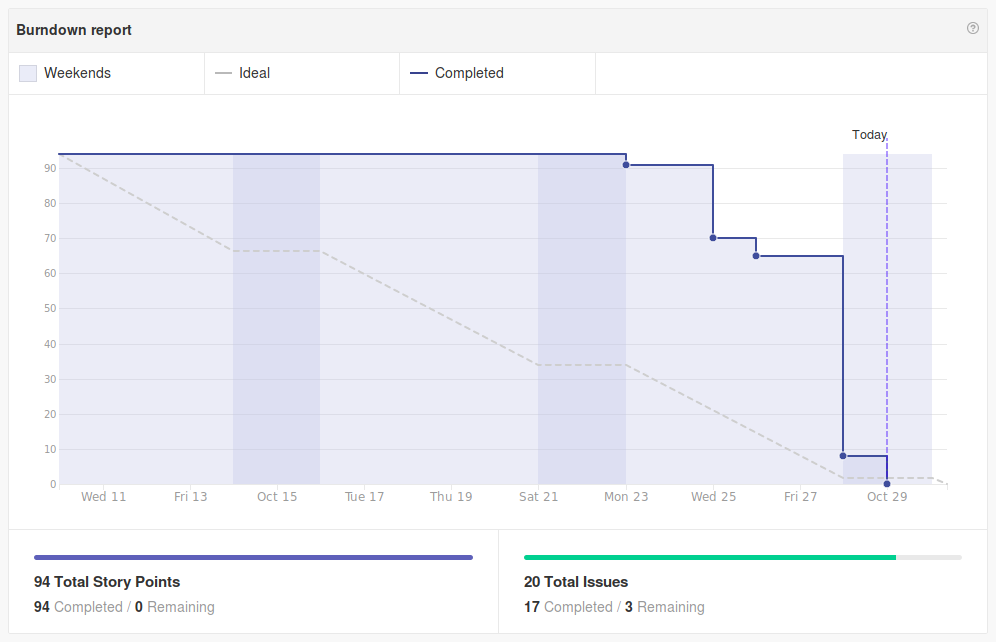 Burndown report
Weekends
Ideal
Completed
Today
90
80
70
60
50
40
30
20
10
0
Wed 11 Fri 13 Oct 15 Tue 17 Thu 19 Sat 21 Mon 23 Wed 25 Fri 27 Oct 29
94 Total Story Points
94 Completed / 0 Remaining
20 Total Issues
17 Completed / 3 Remaining